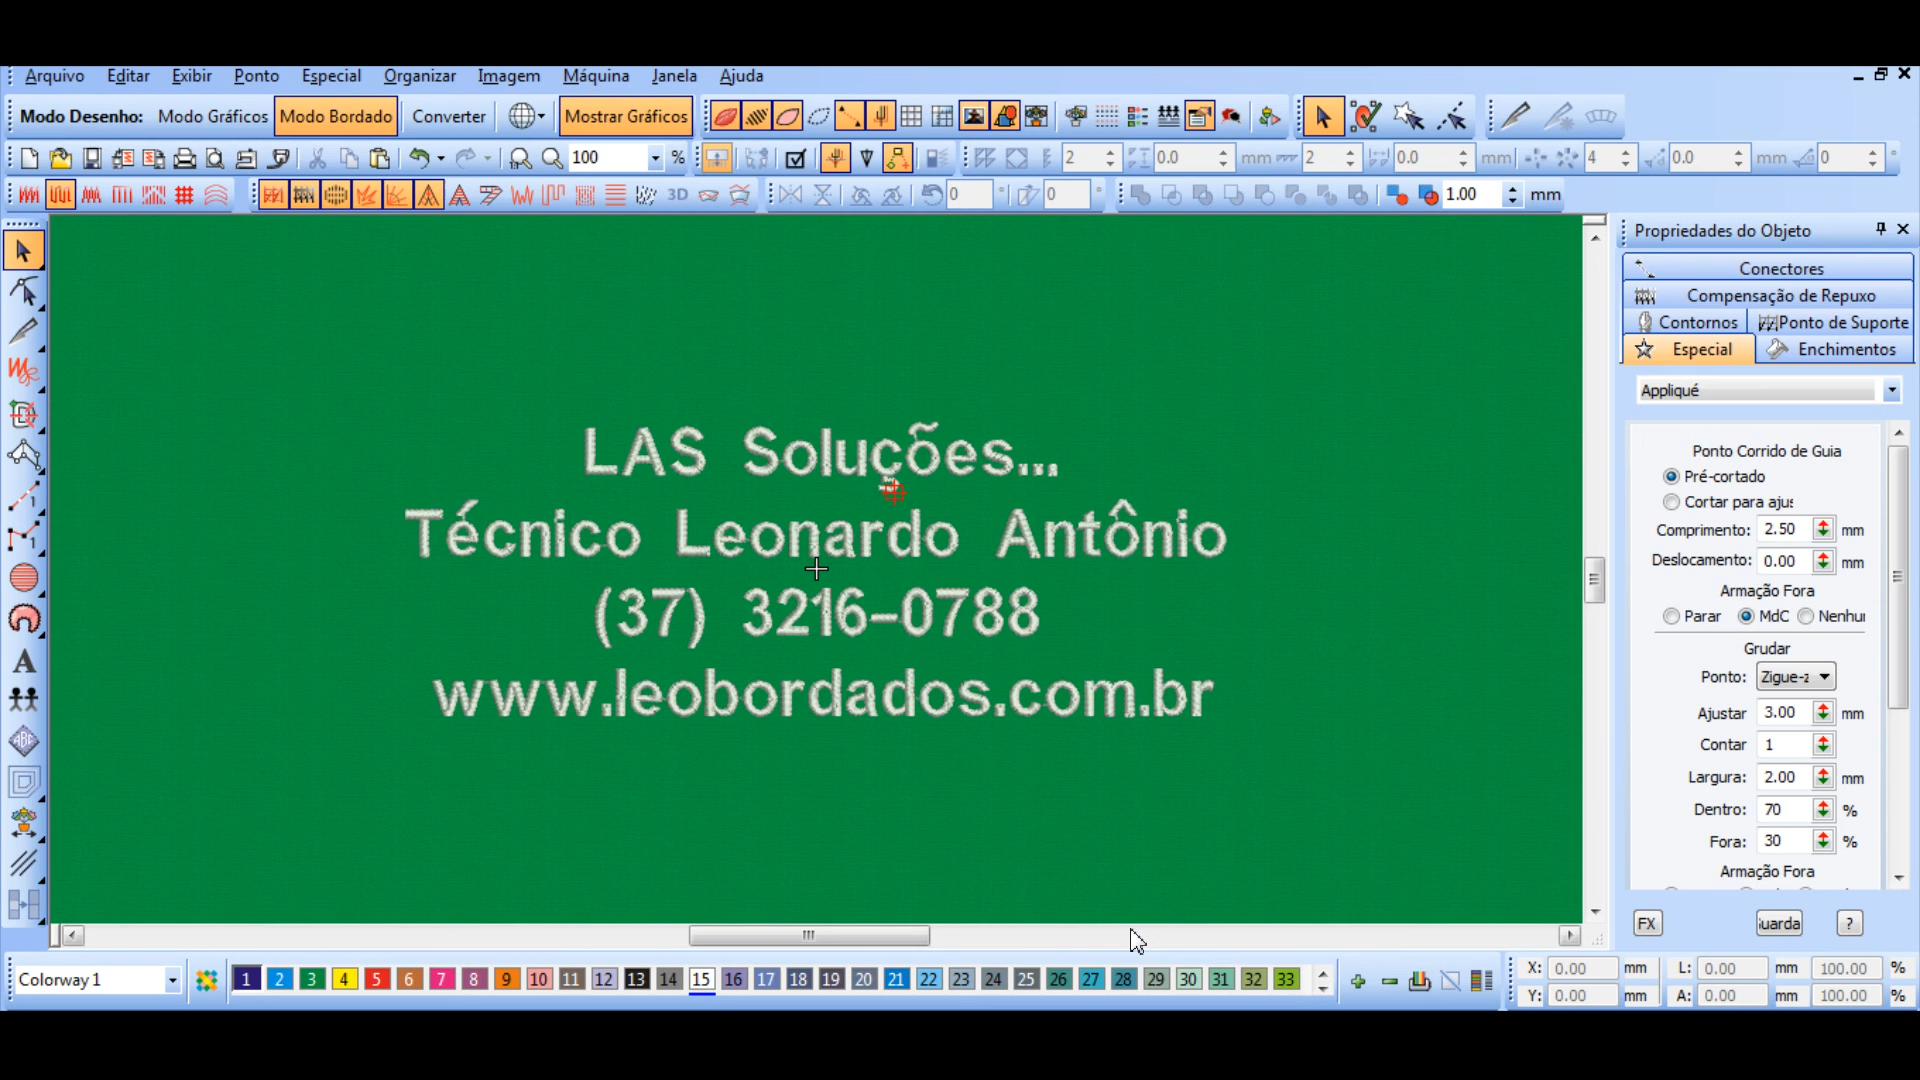 Arquivo Editar Exibir Ponto Especial Organizar Imagem Máquina Janela Ajuda
Modo Desenho: Modo Gráficos Modo Bordado Converter Mostrar Gráficos
100 % 2 0.0 mm 2 0.0 mm 4 0.0 mm 0 °
3D 0 ° 0 ° 1.00 mm
Propriedades do Objeto
Conectores
Compensação de Repuxo
Contornos Ponto de Suporte
Especial Enchimentos
Appliqué
Ponto Corrido de Guia
Pré-cortado
Cortar para ajus
Comprimento: 2.50 mm
Deslocamento: 0.00 mm
Armação Fora
Parar MdC Nenhu
Grudar
Ponto: Zigue-z
Ajustar 3.00 mm
Contar 1
Largura: 2.00 mm
Dentro: 70 %
Fora: 30 %
Armação Fora
FX Guarda ?
LAS Soluções...
Técnico Leonardo Antônio
(37) 3216-0788
www.leobordados.com.br
A
ABC
Colorway 1 1 2 3 4 5 6 7 8 9 10 11 12 13 14 15 16 17 18 19 20 21 22 23 24 25 26 27 28 29 30 31 32 33
X: 0.00 mm L: 0.00 mm 100.00 %
Y: 0.00 mm A: 0.00 mm 100.00 %